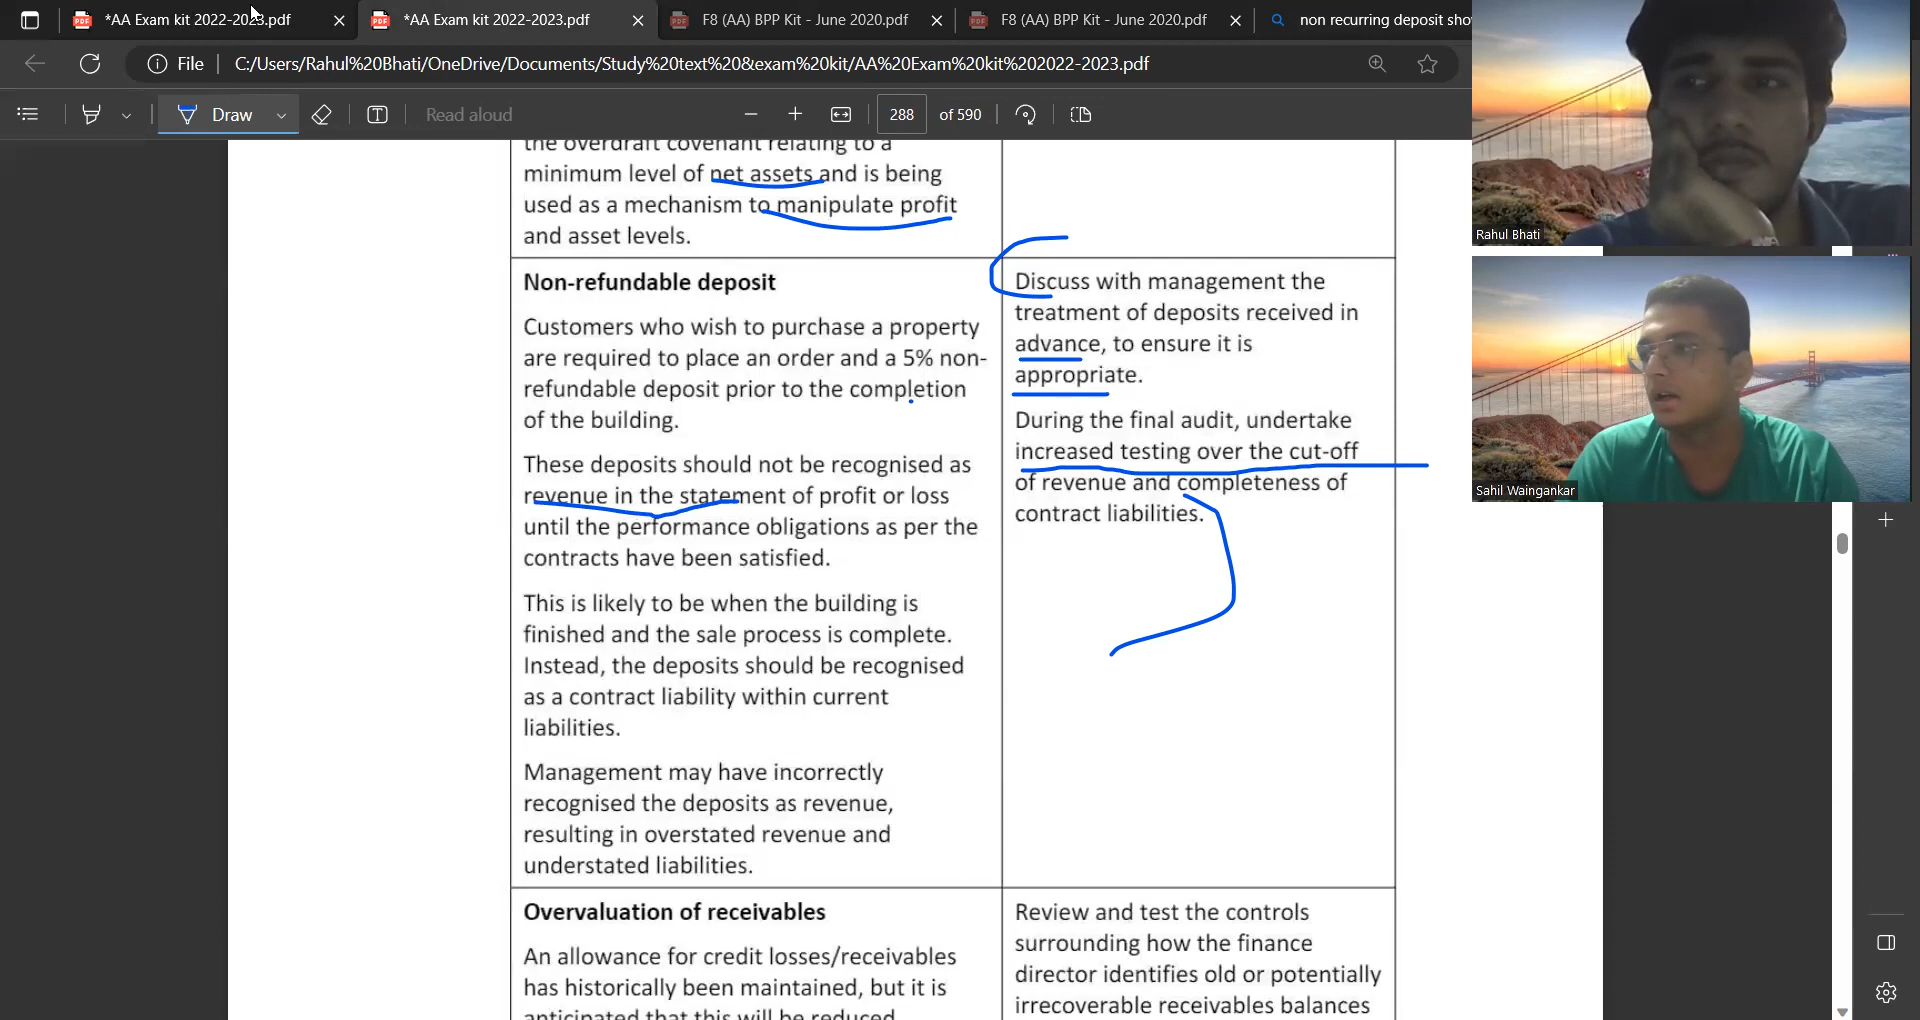 *AA Exam kit 2022-2023.pdf
*AA Exam kit 2022-2023.pdf
F8 (AA) BPP Kit - June 2020.pdf
F8 (AA) BPP Kit - June 2020.pdf
non recurring deposit sho
File
C:/Users/Rahul%20Bhati/OneDrive/Documents/Study%20text%20&exam%20kit/AA%20Exam%20kit%202022-2023.pdf
Draw
Read aloud
288
of 590
the overdraft covenant relating to a
minimum level of net assets and is being
used as a mechanism to manipulate profit
and asset levels.
Non-refundable deposit
Customers who wish to purchase a property
are required to place an order and a 5% non-
refundable deposit prior to the completion
of the building.
These deposits should not be recognised as
revenue in the statement of profit or loss
until the performance obligations as per the
contracts have been satisfied.
This is likely to be when the building is
finished and the sale process is complete.
Instead, the deposits should be recognised
as a contract liability within current
liabilities.
Management may have incorrectly
recognised the deposits as revenue,
resulting in overstated revenue and
understated liabilities.
Discuss with management the
treatment of deposits received in
advance, to ensure it is
appropriate.
During the final audit, undertake
increased testing over the cut-off
of revenue and completeness of
contract liabilities.
Overvaluation of receivables
An allowance for credit losses/receivables
has historically been maintained, but it is
anticipated that this will be reduced
Review and test the controls
surrounding how the finance
director identifies old or potentially
irrecoverable receivables balances
Rahul Bhati
Sahil Waingankar